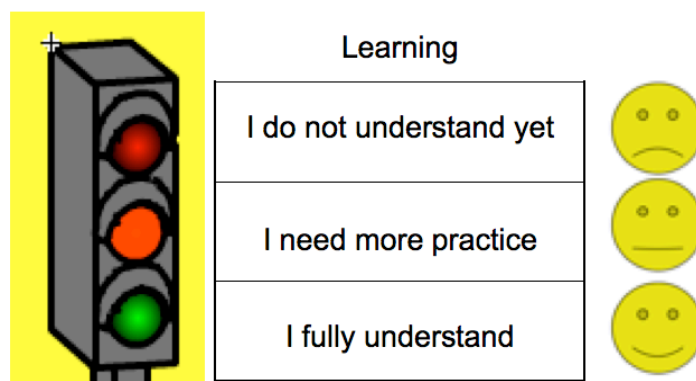 Learning
I do not understand yet
I need more practice
I fully understand